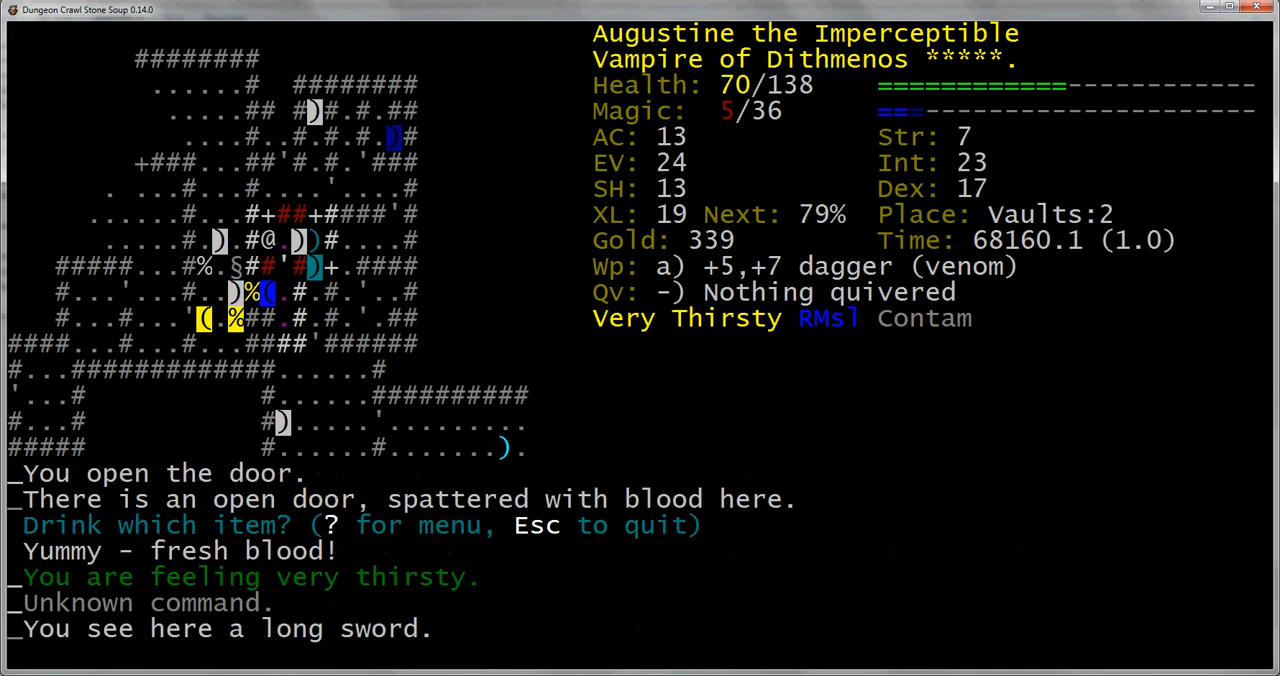 Dungeon Crawl Stone Soup 0.14.0
Augustine the Imperceptible
Vampire of Dithmenos *****.
Health: 70/138 ============------------
Magic: 5/36 ===---------------------
AC: 13 Str: 7
EV: 24 Int: 23
SH: 13 Dex: 17
XL: 19 Next: 79% Place: Vaults:2
Gold: 339 Time: 68160.1 (1.0)
Wp: a) +5,+7 dagger (venom)
Qv: -) Nothing quivered
Very Thirsty RMsl Contam
########
......# ########
.....## #)#.#.##
....#..#.#.#.)#
+###...##'#.#.'###
. ....#...#....'....#
......#...#+##+####'#
.....#.).#@.))#....#
#####...#%.§##'#)+.####
#...'...#..)%(.#.#.'..#
#...#...'(.%##.#.#.'.##
####...#...#...####'######
#...#############......#
'...# #......##########
#...# #).....'.........
##### #......#.......).
_You open the door.
_There is an open door, spattered with blood here.
Drink which item? (? for menu, Esc to quit)
Yummy - fresh blood!
_You are feeling very thirsty.
_Unknown command.
_You see here a long sword.